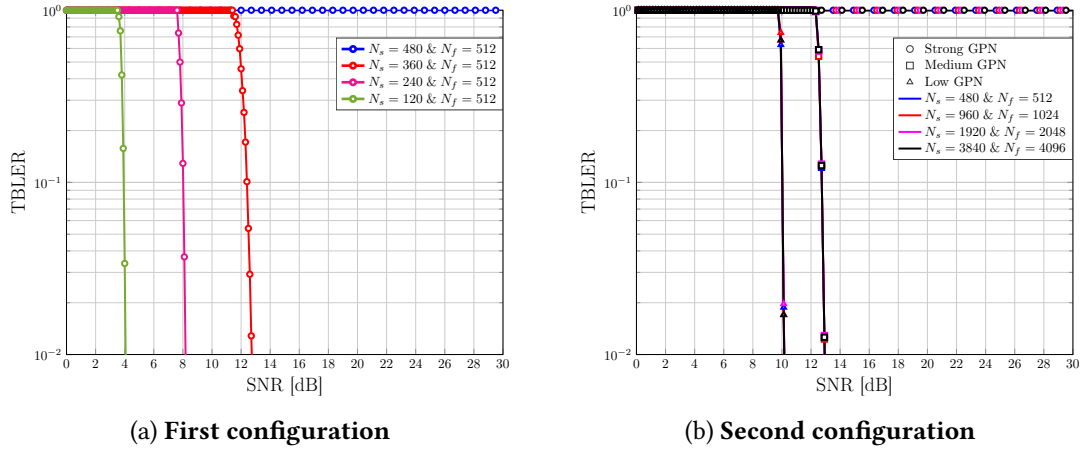 10^0
10^{-1}
10^{-2}
TBLER
0 2 4 6 8 10 12 14 16 18 20 22 24 26 28 30
SNR [dB]
N_s = 480 & N_f = 512
N_s = 360 & N_f = 512
N_s = 240 & N_f = 512
N_s = 120 & N_f = 512
(a) First configuration
10^0
10^{-1}
10^{-2}
TBLER
0 2 4 6 8 10 12 14 16 18 20 22 24 26 28 30
SNR [dB]
Strong GPN
Medium GPN
Low GPN
N_s = 480 & N_f = 512
N_s = 960 & N_f = 1024
N_s = 1920 & N_f = 2048
N_s = 3840 & N_f = 4096
(b) Second configuration